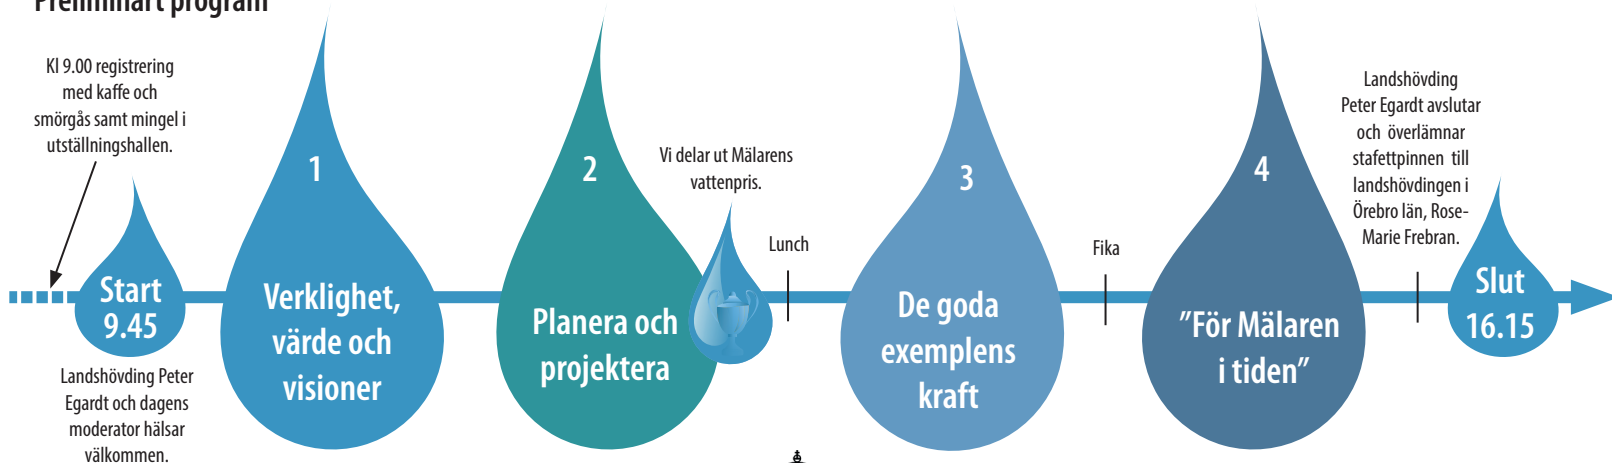 Preliminärt program
Kl 9.00 registrering
med kaffe och
smörgås samt mingel i
utställningshallen.
Start
9.45
Landshövding Peter
Egardt och dagens
moderator hälsar
välkommen.
1
Verklighet,
värde och
visioner
2
Planera och
projektera
Vi delar ut Mälarens
vattenpris.
Lunch
3
De goda
exemplens
kraft
Fika
4
”För Mälaren
i tiden”
Landshövding
Peter Egardt avslutar
och överlämnar
stafettpinnen till
landshövdingen i
Örebro län, Rose-
Marie Frebran.
Slut
16.15